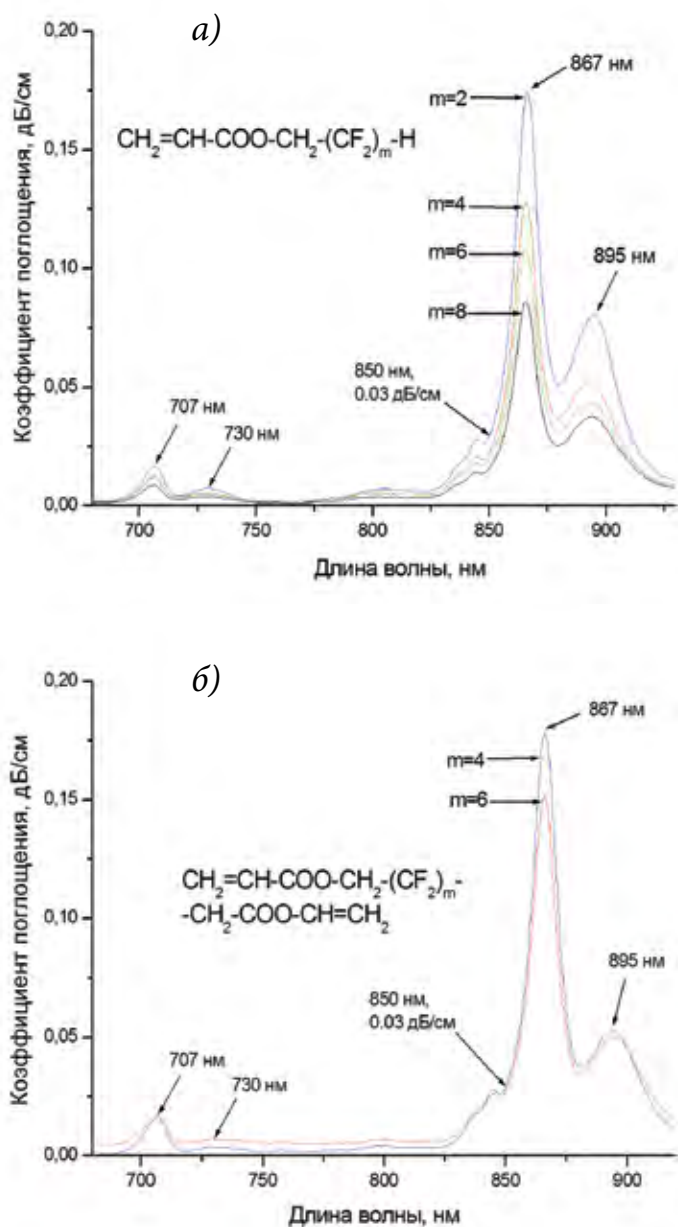 а)
Коэффициент поглощения, дБ/см
0,20
0,15
0,10
0,05
0,00
CH₂=CH-COO-CH₂-(CF₂)ₘ-H
867 нм
m=2
m=4
m=6
m=8
895 нм
850 нм,
0.03 дБ/см
707 нм
730 нм
700 750 800 850 900
Длина волны, нм
б)
Коэффициент поглощения, дБ/см
0,20
0,15
0,10
0,05
0,00
867 нм
m=4
m=6
CH₂=CH-COO-CH₂-(CF₂)ₘ-
-CH₂-COO-CH=CH₂
895 нм
850 нм,
0.03 дБ/см
707 нм
730 нм
700 750 800 850 900
Длина волны, нм